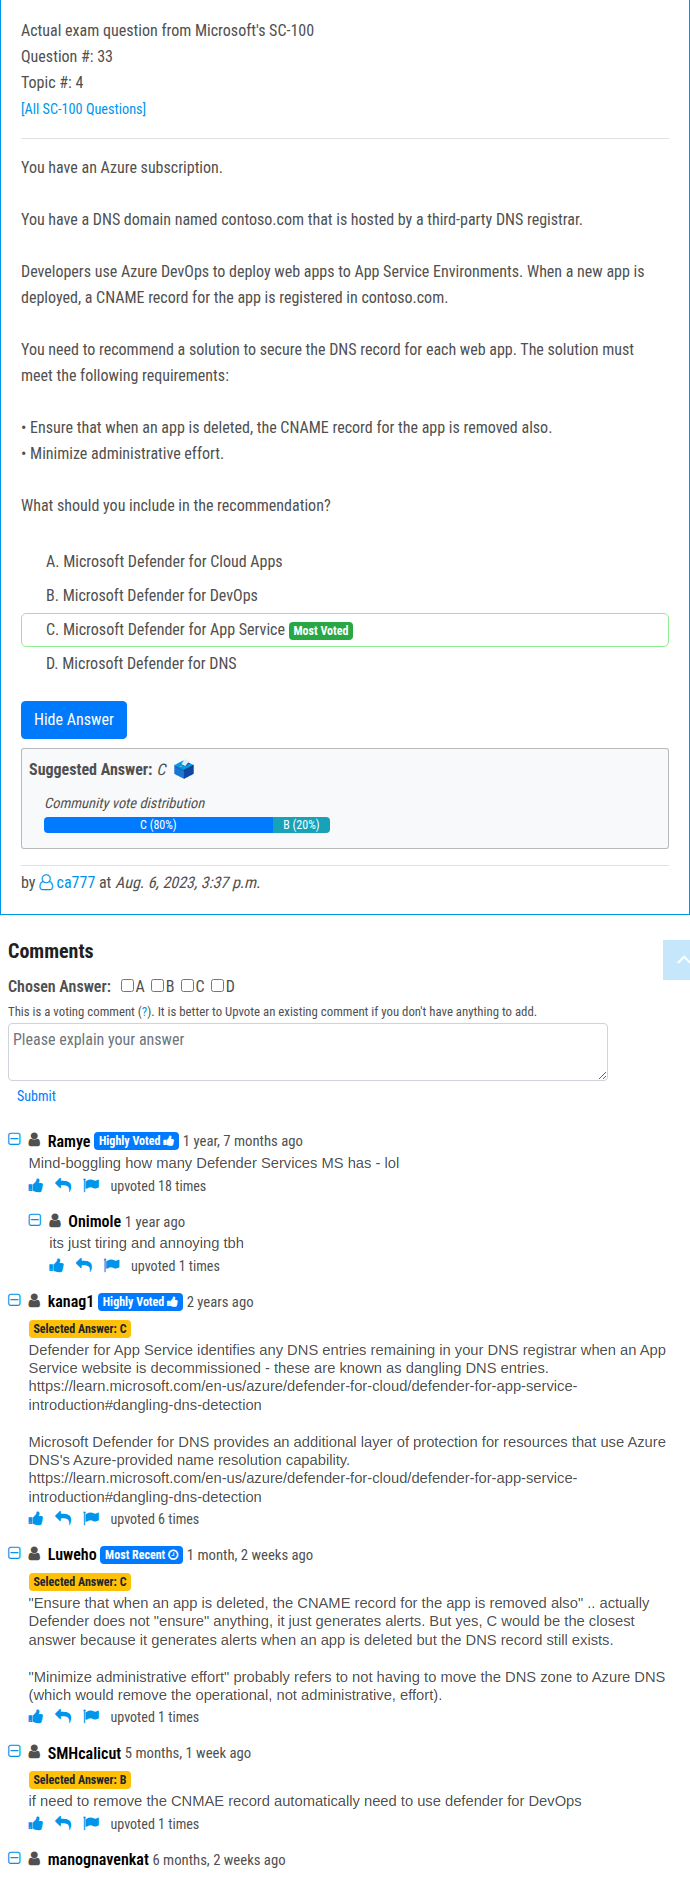 Actual exam question from Microsoft's SC-100
Question #: 33
Topic #: 4
[All SC-100 Questions]
You have an Azure subscription.
You have a DNS domain named contoso.com that is hosted by a third-party DNS registrar.
Developers use Azure DevOps to deploy web apps to App Service Environments. When a new app is
deployed, a CNAME record for the app is registered in contoso.com.
You need to recommend a solution to secure the DNS record for each web app. The solution must
meet the following requirements:
• Ensure that when an app is deleted, the CNAME record for the app is removed also.
• Minimize administrative effort.
What should you include in the recommendation?
A. Microsoft Defender for Cloud Apps
B. Microsoft Defender for DevOps
C. Microsoft Defender for App Service Most Voted
D. Microsoft Defender for DNS
Hide Answer
Suggested Answer: C
Community vote distribution
C (80%) B (20%)
by ca777 at Aug. 6, 2023, 3:37 p.m.
Comments
Chosen Answer: A B C D
This is a voting comment (?). It is better to Upvote an existing comment if you don't have anything to add.
Please explain your answer
Submit
Ramye Highly Voted 1 year, 7 months ago
Mind-boggling how many Defender Services MS has - lol
upvoted 18 times
Onimole 1 year ago
its just tiring and annoying tbh
upvoted 1 times
kanag1 Highly Voted 2 years ago
Selected Answer: C
Defender for App Service identifies any DNS entries remaining in your DNS registrar when an App
Service website is decommissioned - these are known as dangling DNS entries.
https://learn.microsoft.com/en-us/azure/defender-for-cloud/defender-for-app-service-
introduction#dangling-dns-detection
Microsoft Defender for DNS provides an additional layer of protection for resources that use Azure
DNS's Azure-provided name resolution capability.
https://learn.microsoft.com/en-us/azure/defender-for-cloud/defender-for-app-service-
introduction#dangling-dns-detection
upvoted 6 times
Luweho Most Recent 1 month, 2 weeks ago
Selected Answer: C
"Ensure that when an app is deleted, the CNAME record for the app is removed also" .. actually
Defender does not "ensure" anything, it just generates alerts. But yes, C would be the closest
answer because it generates alerts when an app is deleted but the DNS record still exists.
"Minimize administrative effort" probably refers to not having to move the DNS zone to Azure DNS
(which would remove the operational, not administrative, effort).
upvoted 1 times
SMHcalicut 5 months, 1 week ago
Selected Answer: B
if need to remove the CNMAE record automatically need to use defender for DevOps
upvoted 1 times
manognavenkat 6 months, 2 weeks ago